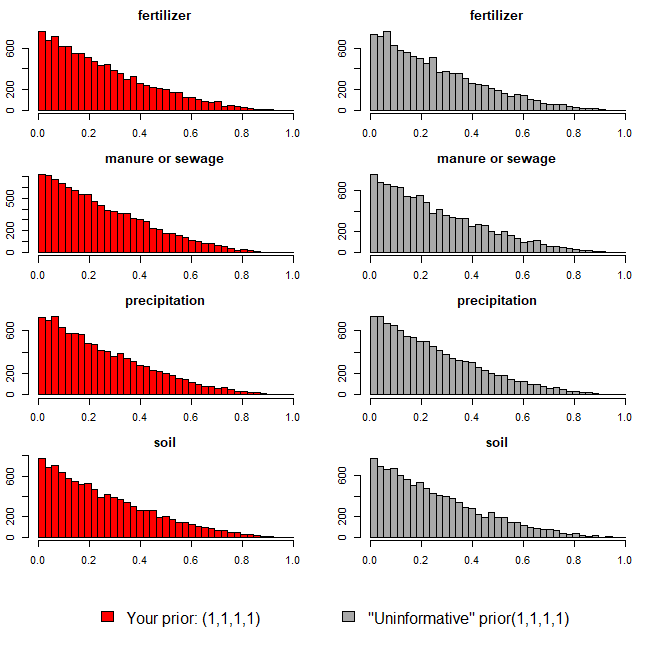 fertilizer fertilizer
0 200 600
0.0 0.2 0.4 0.6 0.8 1.0
0 200 600
0.0 0.2 0.4 0.6 0.8 1.0
manure or sewage manure or sewage
0 200 500
0.0 0.2 0.4 0.6 0.8 1.0
0 200 600
0.0 0.2 0.4 0.6 0.8 1.0
precipitation precipitation
0 200 600
0.0 0.2 0.4 0.6 0.8 1.0
0 200 600
0.0 0.2 0.4 0.6 0.8 1.0
soil soil
0 200 600
0.0 0.2 0.4 0.6 0.8 1.0
0 200 600
0.0 0.2 0.4 0.6 0.8 1.0
Your prior: (1,1,1,1) "Uninformative" prior(1,1,1,1)